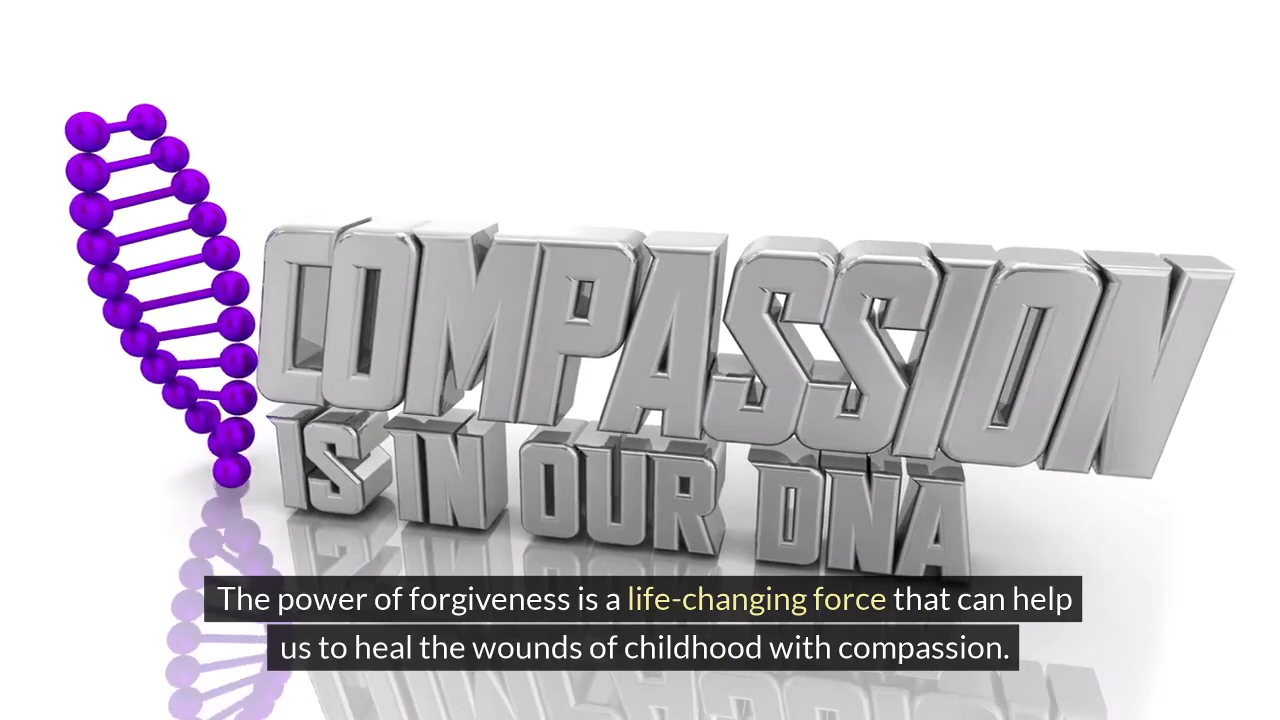 COMPASSION
IS IN OUR DNA
The power of forgiveness is a life-changing force that can help
us to heal the wounds of childhood with compassion.